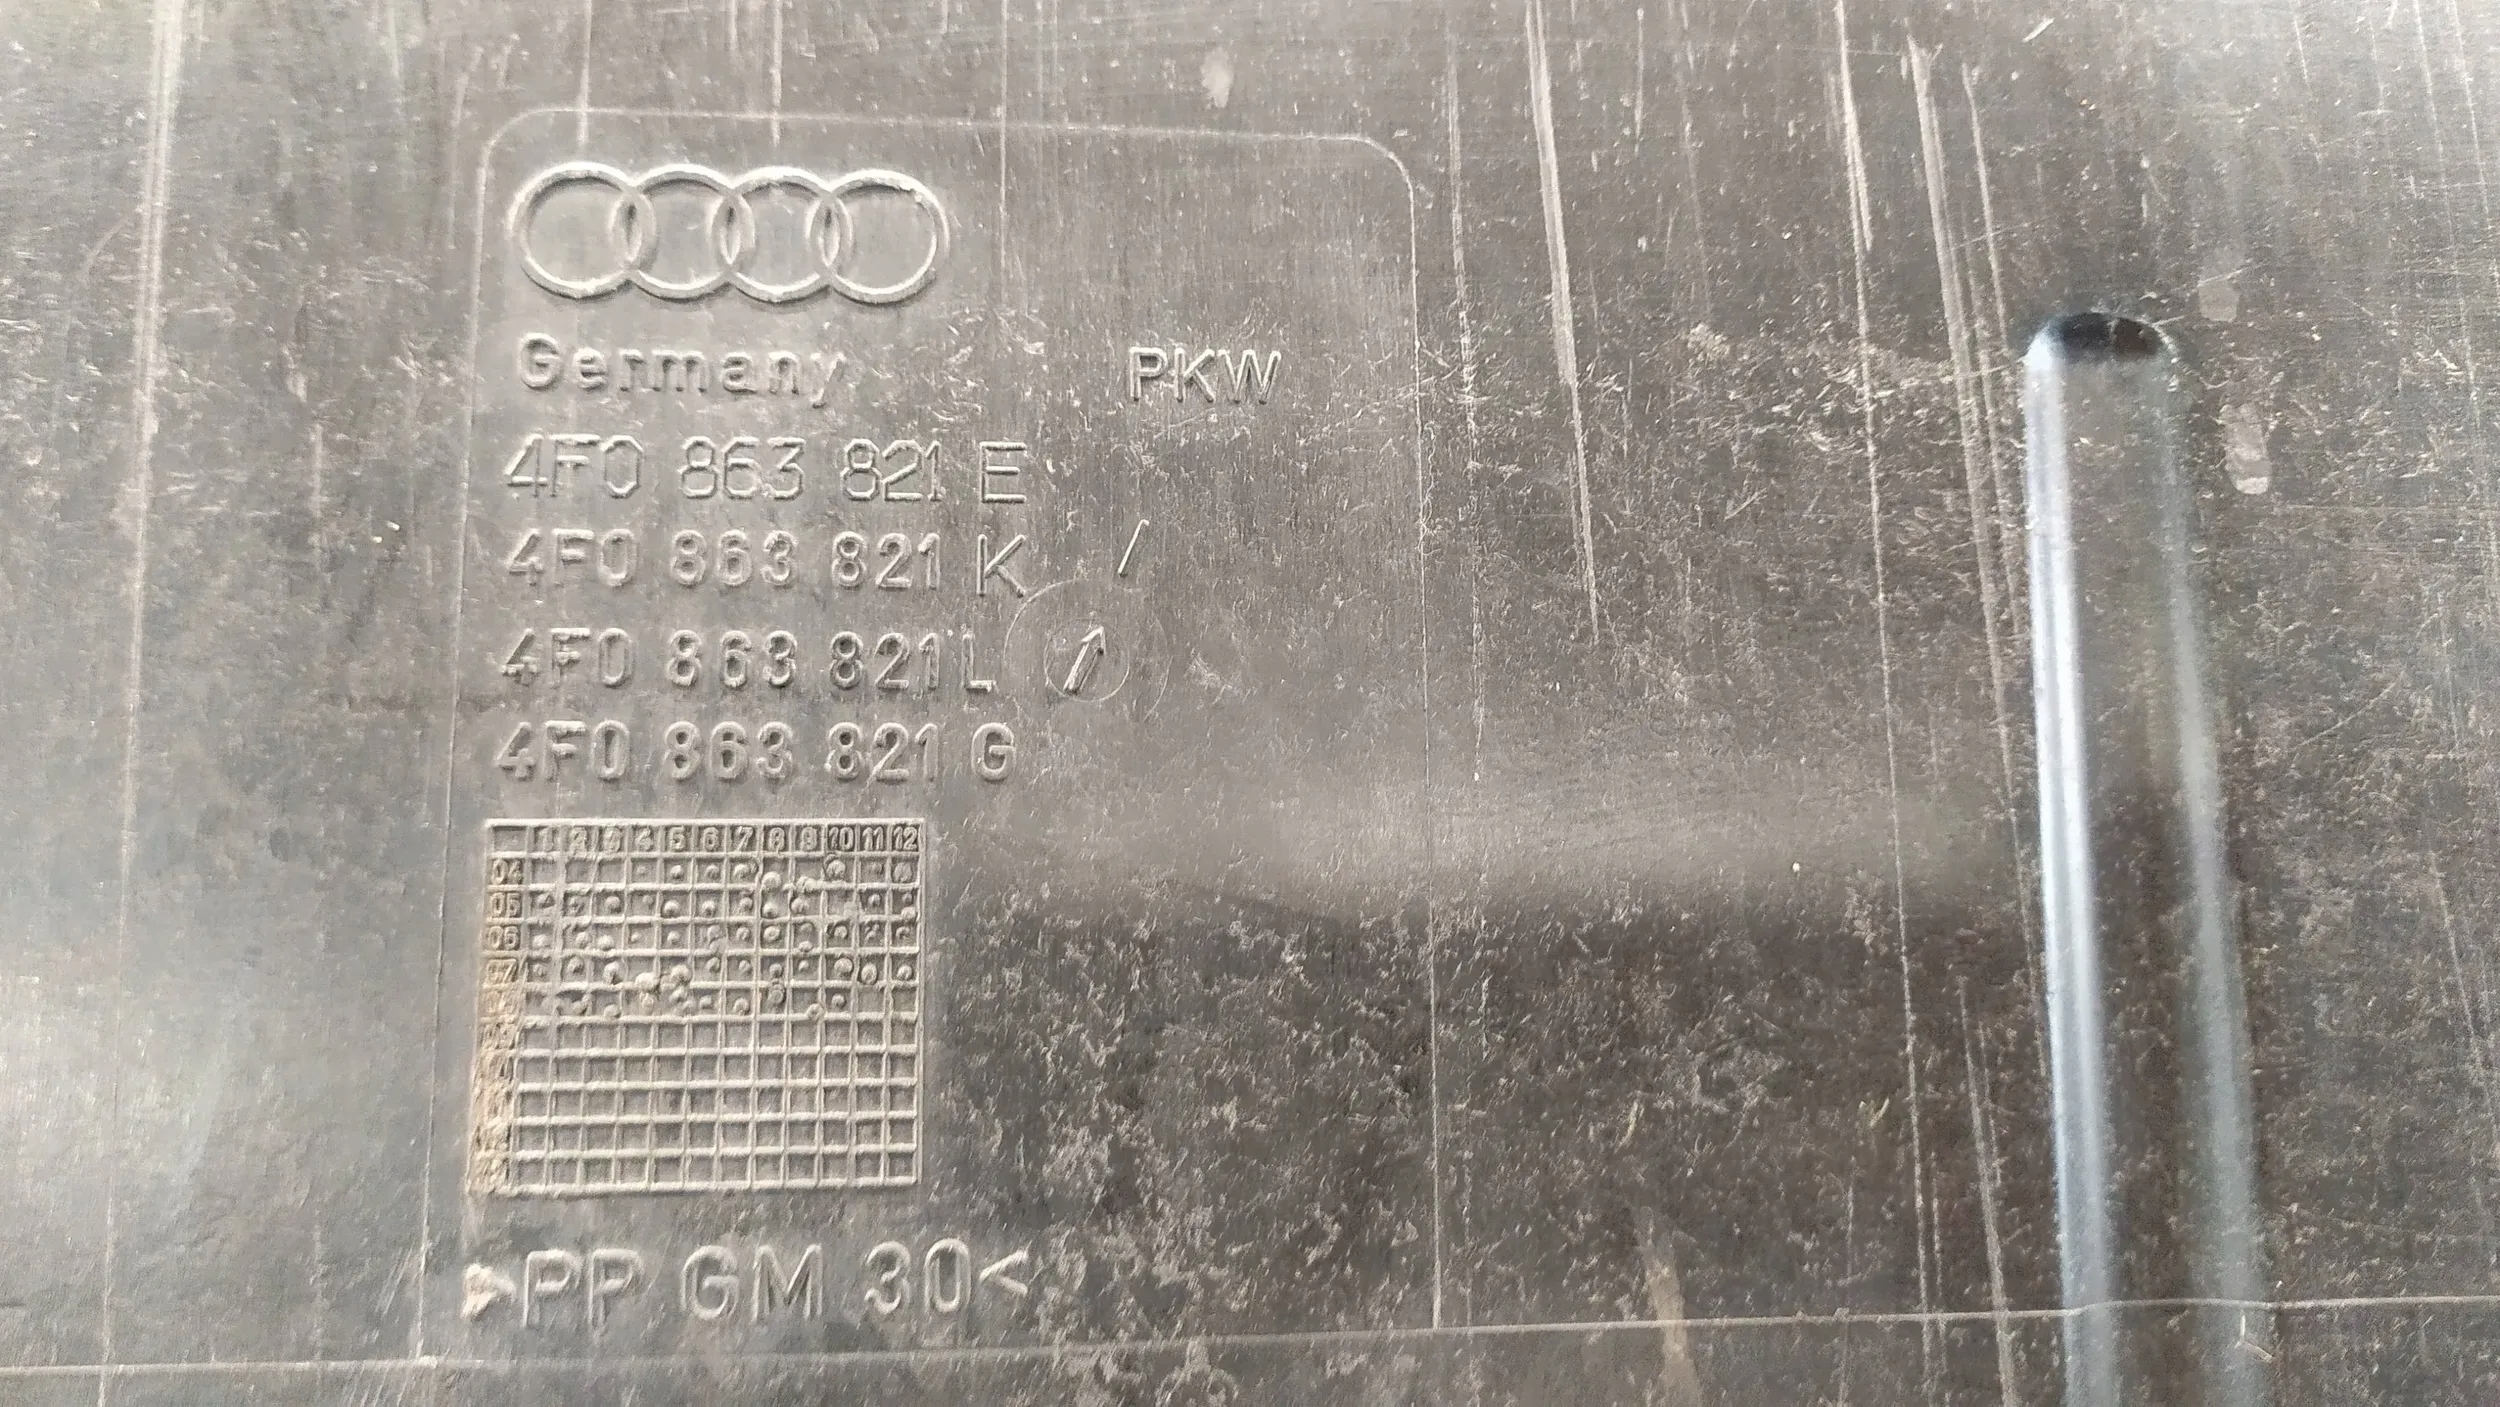 Germany PKW
4F0 863 821 E
4F0 863 821 K
4F0 863 821 L
4F0 863 821 G
1 2 3 4 5 6 7 8 9 10 11 12
04
05
06
07
>PP GM 30<